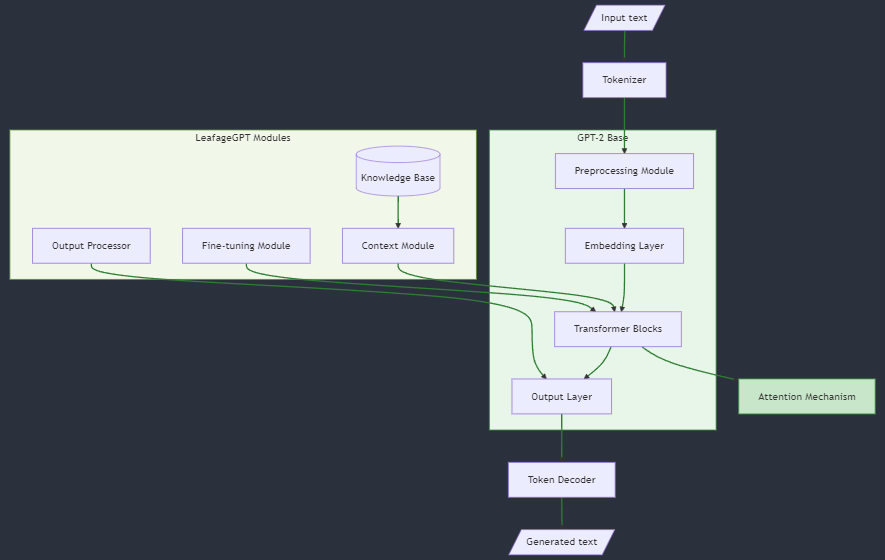 Input text
Tokenizer
LeafageGPT Modules
GPT-2 Base
Knowledge Base
Preprocessing Module
Output Processor
Fine-tuning Module
Context Module
Embedding Layer
Transformer Blocks
Output Layer
Attention Mechanism
Token Decoder
Generated text